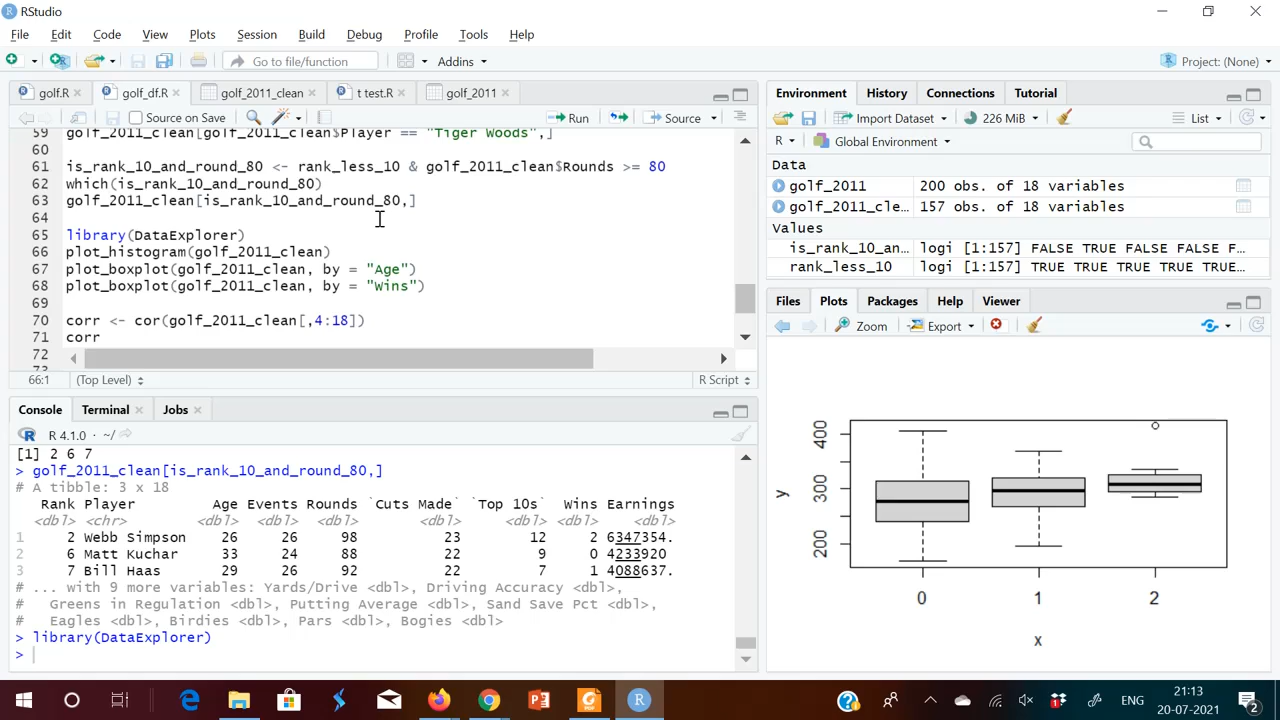 RStudio
File Edit Code View Plots Session Build Debug Profile Tools Help
Go to file/function Addins Project: (None)
golf.R golf_df.R golf_2011_clean t test.R golf_2011
Source on Save Run Source
59 golf_2011_clean[golf_2011_clean$Player == "Tiger Woods",]
60
61 is_rank_10_and_round_80 <- rank_less_10 & golf_2011_clean$Rounds >= 80
62 which(is_rank_10_and_round_80)
63 golf_2011_clean[is_rank_10_and_round_80,]
64
65 library(DataExplorer)
66 plot_histogram(golf_2011_clean)
67 plot_boxplot(golf_2011_clean, by = "Age")
68 plot_boxplot(golf_2011_clean, by = "Wins")
69
70 corr <- cor(golf_2011_clean[,4:18])
71 corr
72
73
66:1 (Top Level) R Script
Console Terminal Jobs
R 4.1.0 · ~/
[1] 2 6 7
> golf_2011_clean[is_rank_10_and_round_80,]
# A tibble: 3 x 18
Rank Player Age Events Rounds `Cuts Made` `Top 10s` Wins Earnings
<dbl> <chr> <dbl> <dbl> <dbl> <dbl> <dbl> <dbl> <dbl>
1 2 Webb Simpson 26 26 98 23 12 2 6347354.
2 6 Matt Kuchar 33 24 88 22 9 0 4233920
3 7 Bill Haas 29 26 92 22 7 1 4088637.
# ... with 9 more variables: Yards/Drive <dbl>, Driving Accuracy <dbl>,
# Greens in Regulation <dbl>, Putting Average <dbl>, Sand Save Pct <dbl>,
# Eagles <dbl>, Birdies <dbl>, Pars <dbl>, Bogies <dbl>
> library(DataExplorer)
>
Environment History Connections Tutorial
Import Dataset 226 MiB List
R Global Environment
Data
golf_2011 200 obs. of 18 variables
golf_2011_cle… 157 obs. of 18 variables
Values
is_rank_10_an… logi [1:157] FALSE TRUE FALSE FALSE F…
rank_less_10 logi [1:157] TRUE TRUE TRUE TRUE TRUE…
Files Plots Packages Help Viewer
Zoom Export
400
300
200
y
0 1 2
x
ENG
21:13
20-07-2021
2